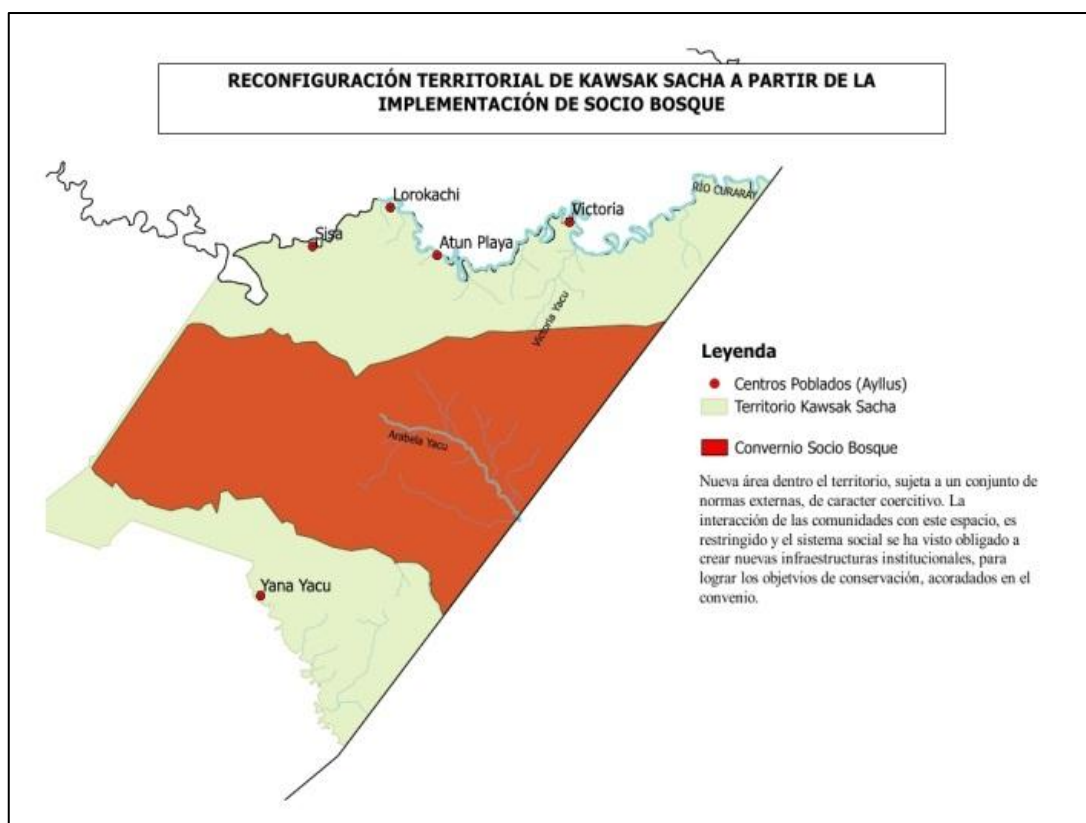 RECONFIGURACIÓN TERRITORIAL DE KAWSAK SACHA A PARTIR DE LA
IMPLEMENTACIÓN DE SOCIO BOSQUE
RÍO CURARAY
Lorokachi
Victoria
Sisa
Atun Playa
Victoria Yacu
Arabela Yacu
Yana Yacu
Leyenda
Centros Poblados (Ayllus)
Territorio Kawsak Sacha
Convernio Socio Bosque
Nueva área dentro el territorio, sujeta a un conjunto de
normas externas, de caracter coercitivo. La
interacción de las comunidades con este espacio, es
restringido y el sistema social se ha visto obligado a
crear nuevas infraestructuras institucionales, para
lograr los objetvios de conservación, acoradados en el
convenio.